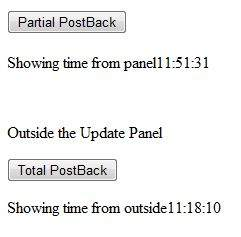 Partial PostBack
Showing time from panel11:51:31
Outside the Update Panel
Total PostBack
Showing time from outside11:18:10